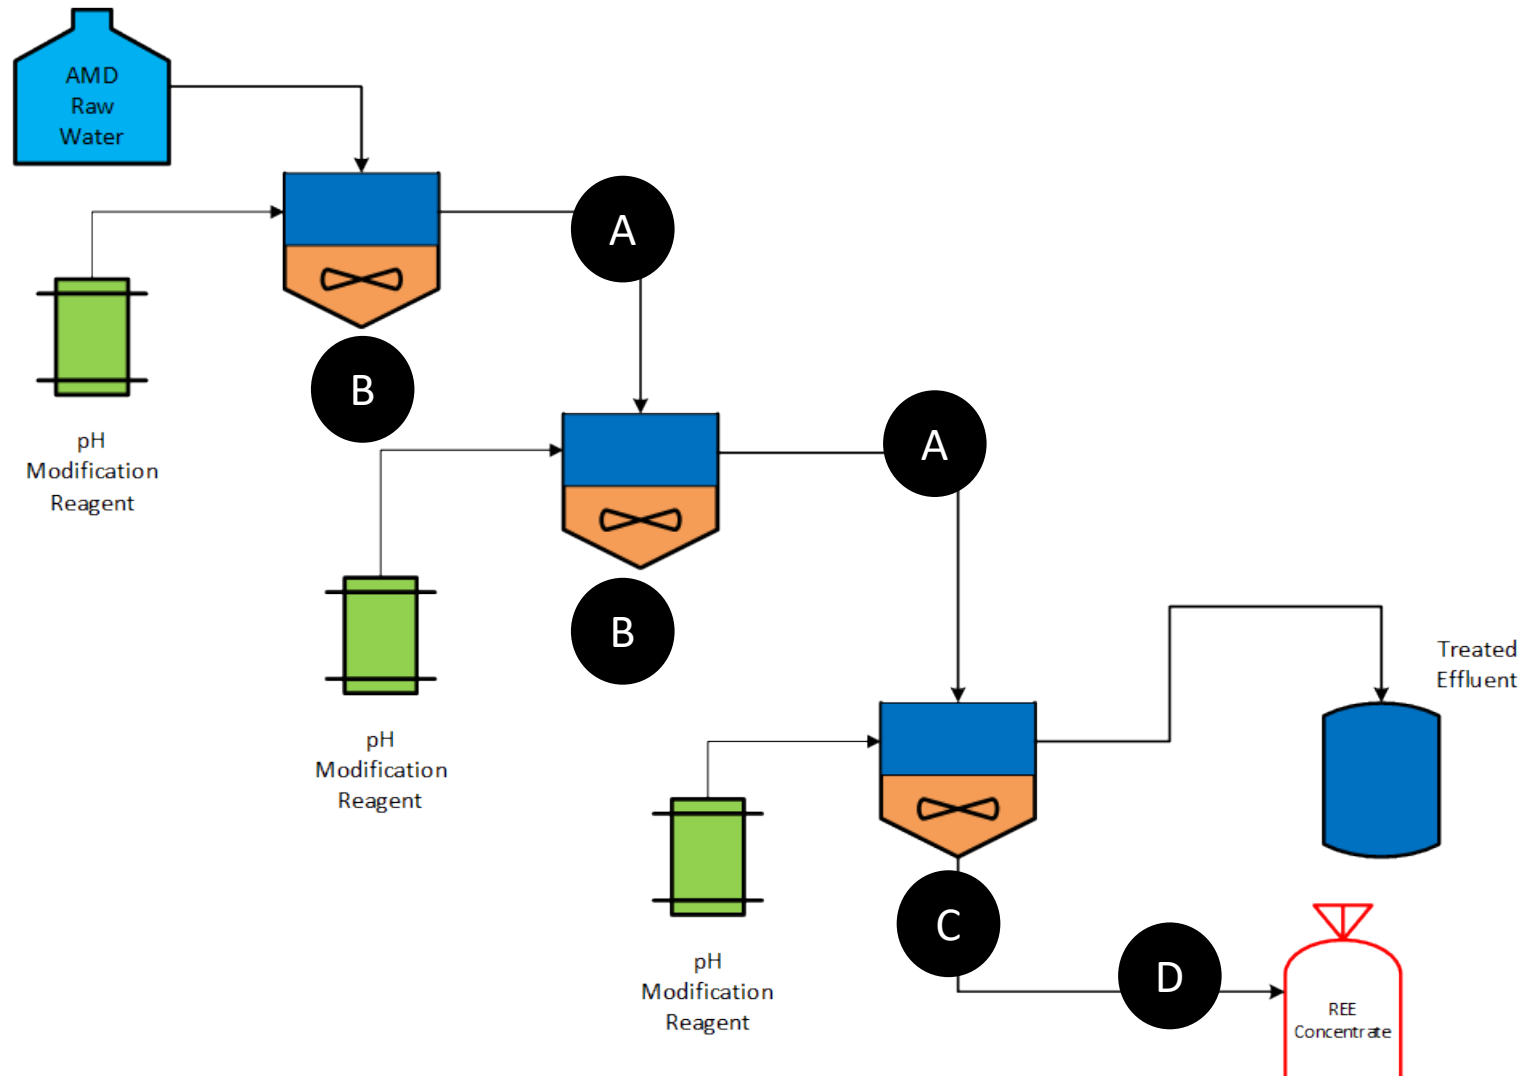 AMD
Raw
Water
A
B
pH
Modification
Reagent
A
B
pH
Modification
Reagent
Treated
Effluent
C
D
pH
Modification
Reagent
REE
Concentrate